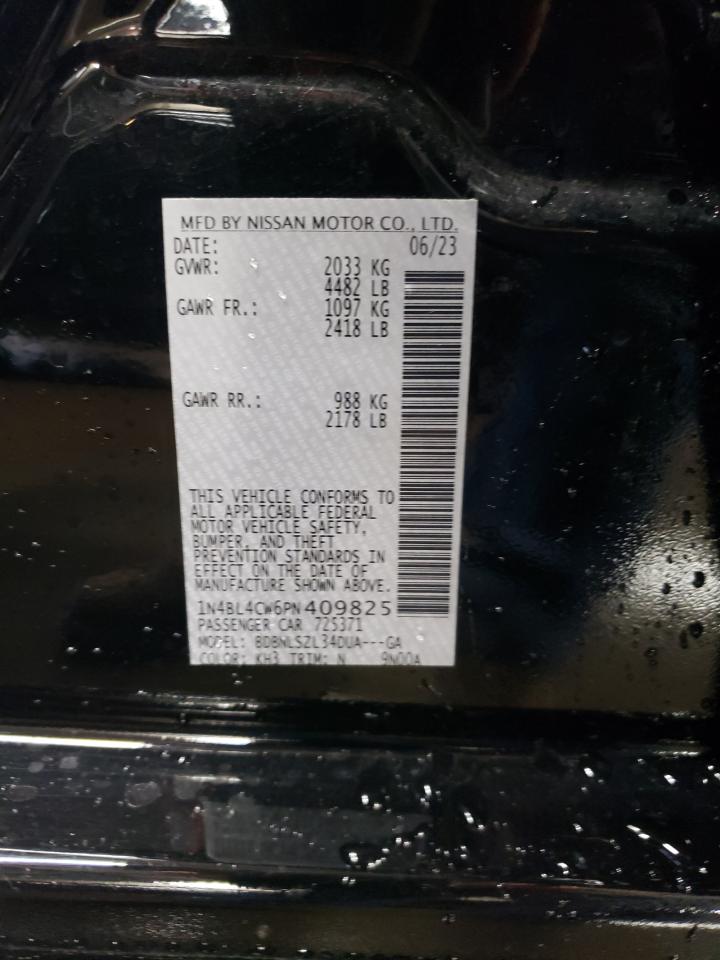 MFD BY NISSAN MOTOR CO., LTD.
DATE: 06/23
GVWR: 2033 KG
4482 LB
GAWR FR.: 1097 KG
2418 LB
GAWR RR.: 988 KG
2178 LB
THIS VEHICLE CONFORMS TO
ALL APPLICABLE FEDERAL
MOTOR VEHICLE SAFETY,
BUMPER, AND THEFT
PREVENTION STANDARDS IN
EFFECT ON THE DATE OF
MANUFACTURE SHOWN ABOVE.
1N4BL4CW6PN409825
PASSENGER CAR 725371
MODEL: BDBNLSZL34DUA---GA
COLOR: KH3 TRIM: N 9N00A